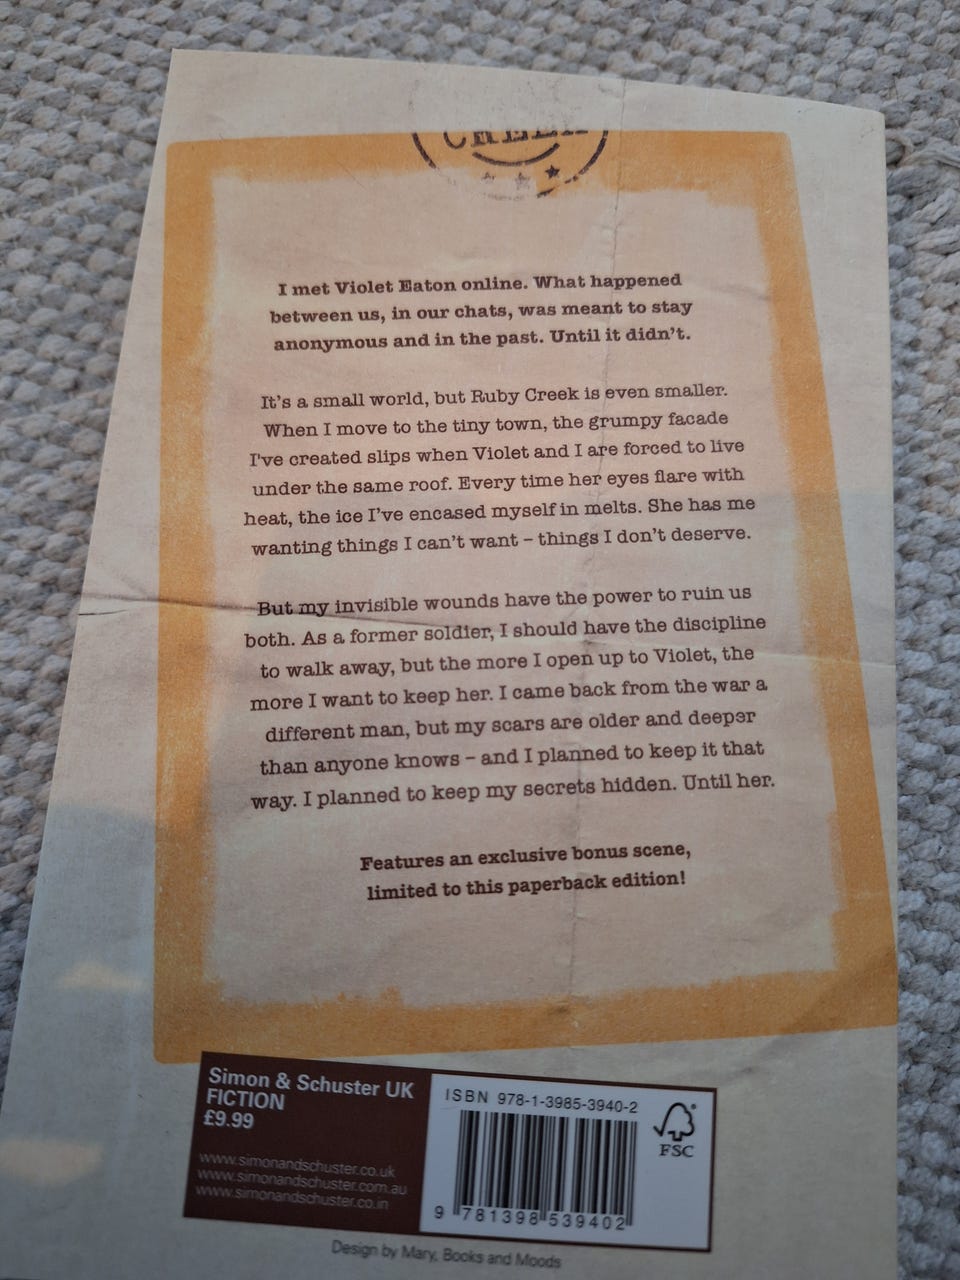 CREEK
I met Violet Eaton online. What happened
between us, in our chats, was meant to stay
anonymous and in the past. Until it didn't.
It's a small world, but Ruby Creek is even smaller.
When I move to the tiny town, the grumpy facade
I've created slips when Violet and I are forced to live
under the same roof. Every time her eyes flare with
heat, the ice I've encased myself in melts. She has me
wanting things I can't want – things I don't deserve.
But my invisible wounds have the power to ruin us
both. As a former soldier, I should have the discipline
to walk away, but the more I open up to Violet, the
more I want to keep her. I came back from the war a
different man, but my scars are older and deeper
than anyone knows – and I planned to keep it that
way. I planned to keep my secrets hidden. Until her.
Features an exclusive bonus scene,
limited to this paperback edition!
Simon & Schuster UK
FICTION
£9.99
www.simonandschuster.co.uk
www.simonandschuster.com.au
www.simonandschuster.co.in
ISBN 978-1-3985-3940-2
FSC
9 781398 539402
Design by Mary, Books and Moods